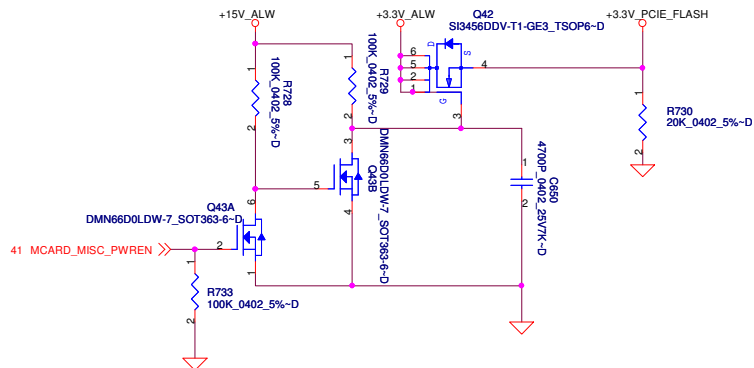 +15V_ALW
+3.3V_ALW
Q42
SI3456DDV-T1-GE3_TSOP6~D
+3.3V_PCIE_FLASH
1
R728
100K_0402_5%~D
2
1
R729
100K_0402_5%~D
2
D
S
G
6
5
2
1
4
3
1
R730
20K_0402_5%~D
2
3
5
4
Q43B
DMN66D0LDW-7_SOT363-6~D
1
C650
4700P_0402_25V7K~D
2
Q43A
DMN66D0LDW-7_SOT363-6~D
6
2
1
41 MCARD_MISC_PWREN
1
R733
100K_0402_5%~D
2